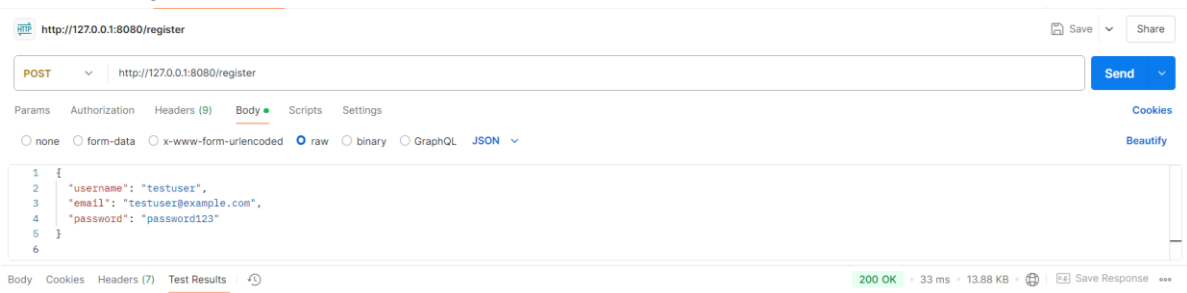 HTTP http://127.0.0.1:8080/register Save Share
POST http://127.0.0.1:8080/register Send
Params Authorization Headers (9) Body Scripts Settings Cookies
none form-data x-www-form-urlencoded raw binary GraphQL JSON Beautify
1 {
2 "username": "testuser",
3 "email": "testuser@example.com",
4 "password": "password123"
5 }
6
Body Cookies Headers (7) Test Results 200 OK 33 ms 13.88 KB Save Response